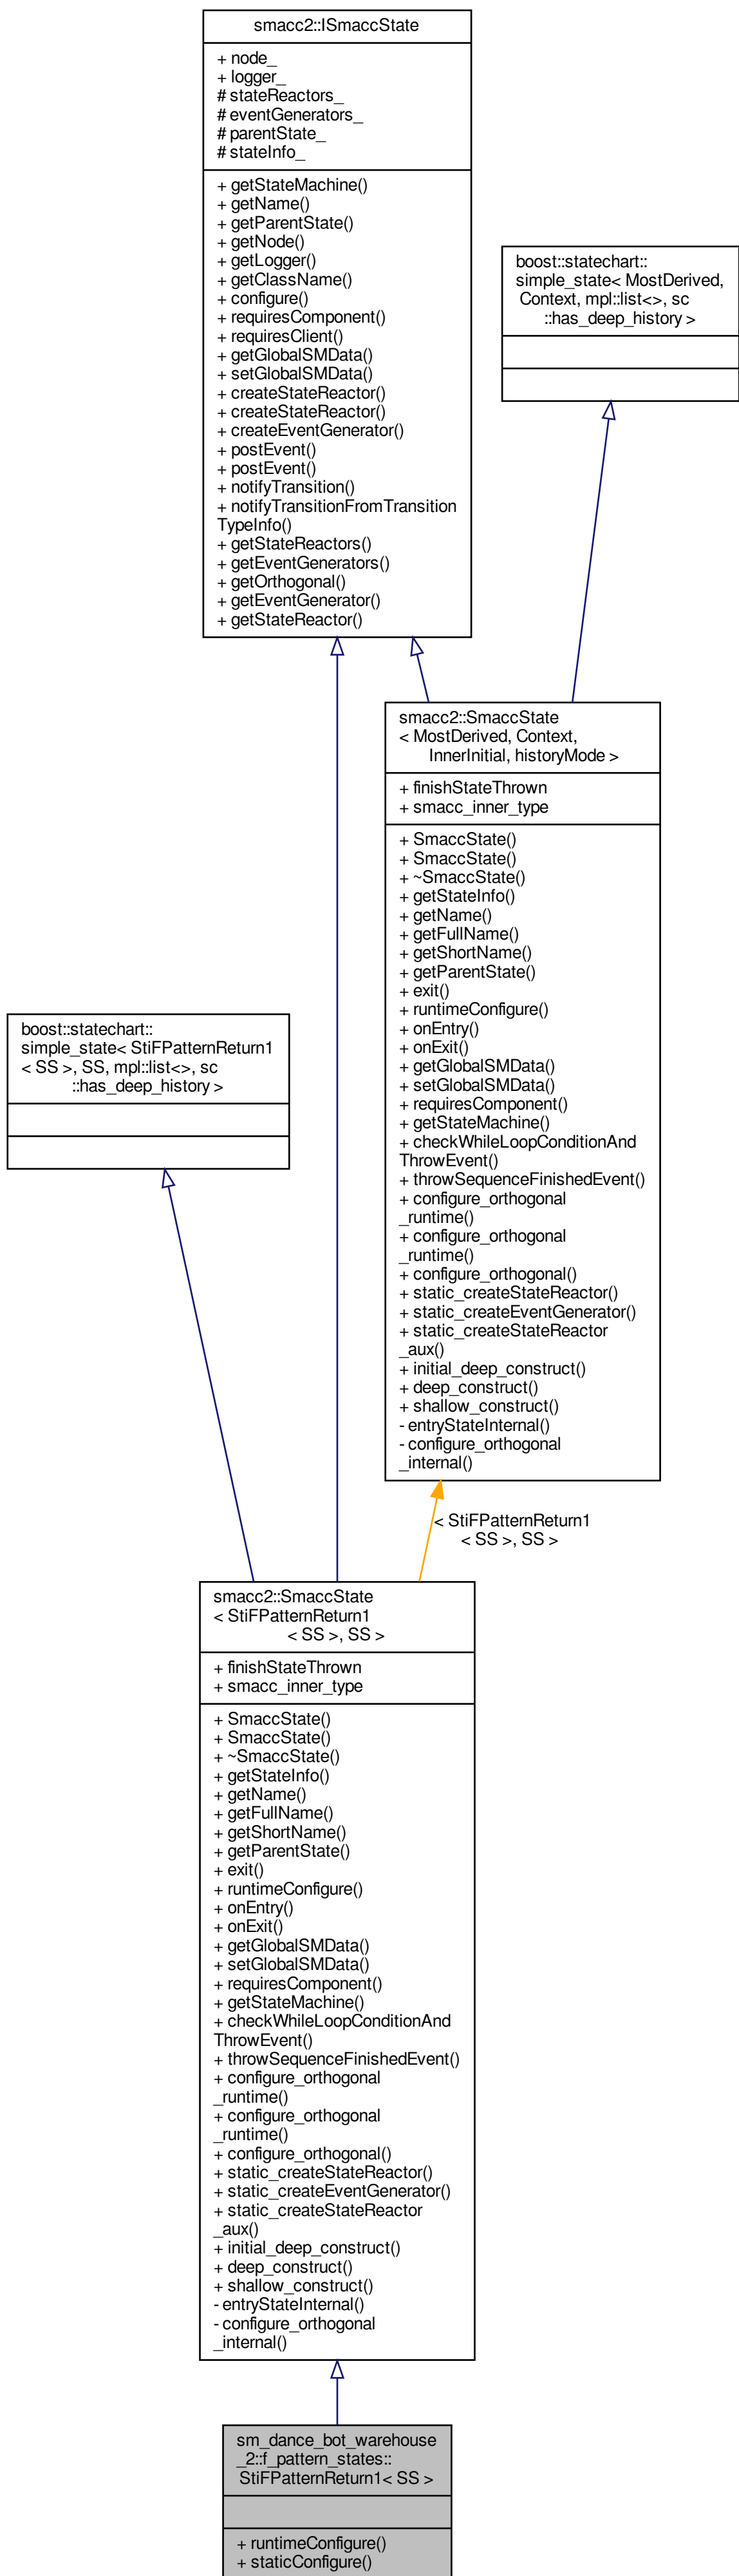 smacc2::ISmaccState
+ node_
+ logger_
# stateReactors_
# eventGenerators_
# parentState_
# stateInfo_
+ getStateMachine()
+ getName()
+ getParentState()
+ getNode()
+ getLogger()
+ getClassName()
+ configure()
+ requiresComponent()
+ requiresClient()
+ getGlobalSMData()
+ setGlobalSMData()
+ createStateReactor()
+ createStateReactor()
+ createEventGenerator()
+ postEvent()
+ postEvent()
+ notifyTransition()
+ notifyTransitionFromTransition
TypeInfo()
+ getStateReactors()
+ getEventGenerators()
+ getOrthogonal()
+ getEventGenerator()
+ getStateReactor()
boost::statechart::
simple_state< MostDerived,
Context, mpl::list<>, sc
::has_deep_history >
smacc2::SmaccState
< MostDerived, Context,
InnerInitial, historyMode >
+ finishStateThrown
+ smacc_inner_type
+ SmaccState()
+ SmaccState()
+ ~SmaccState()
+ getStateInfo()
+ getName()
+ getFullName()
+ getShortName()
+ getParentState()
+ exit()
+ runtimeConfigure()
+ onEntry()
+ onExit()
+ getGlobalSMData()
+ setGlobalSMData()
+ requiresComponent()
+ getStateMachine()
+ checkWhileLoopConditionAnd
ThrowEvent()
+ throwSequenceFinishedEvent()
+ configure_orthogonal
_runtime()
+ configure_orthogonal
_runtime()
+ configure_orthogonal()
+ static_createStateReactor()
+ static_createEventGenerator()
+ static_createStateReactor
_aux()
+ initial_deep_construct()
+ deep_construct()
+ shallow_construct()
- entryStateInternal()
- configure_orthogonal
_internal()
boost::statechart::
simple_state< StiFPatternReturn1
< SS >, SS, mpl::list<>, sc
::has_deep_history >
< StiFPatternReturn1
< SS >, SS >
smacc2::SmaccState
< StiFPatternReturn1
< SS >, SS >
+ finishStateThrown
+ smacc_inner_type
+ SmaccState()
+ SmaccState()
+ ~SmaccState()
+ getStateInfo()
+ getName()
+ getFullName()
+ getShortName()
+ getParentState()
+ exit()
+ runtimeConfigure()
+ onEntry()
+ onExit()
+ getGlobalSMData()
+ setGlobalSMData()
+ requiresComponent()
+ getStateMachine()
+ checkWhileLoopConditionAnd
ThrowEvent()
+ throwSequenceFinishedEvent()
+ configure_orthogonal
_runtime()
+ configure_orthogonal
_runtime()
+ configure_orthogonal()
+ static_createStateReactor()
+ static_createEventGenerator()
+ static_createStateReactor
_aux()
+ initial_deep_construct()
+ deep_construct()
+ shallow_construct()
- entryStateInternal()
- configure_orthogonal
_internal()
sm_dance_bot_warehouse
_2::f_pattern_states::
StiFPatternReturn1< SS >
+ runtimeConfigure()
+ staticConfigure()